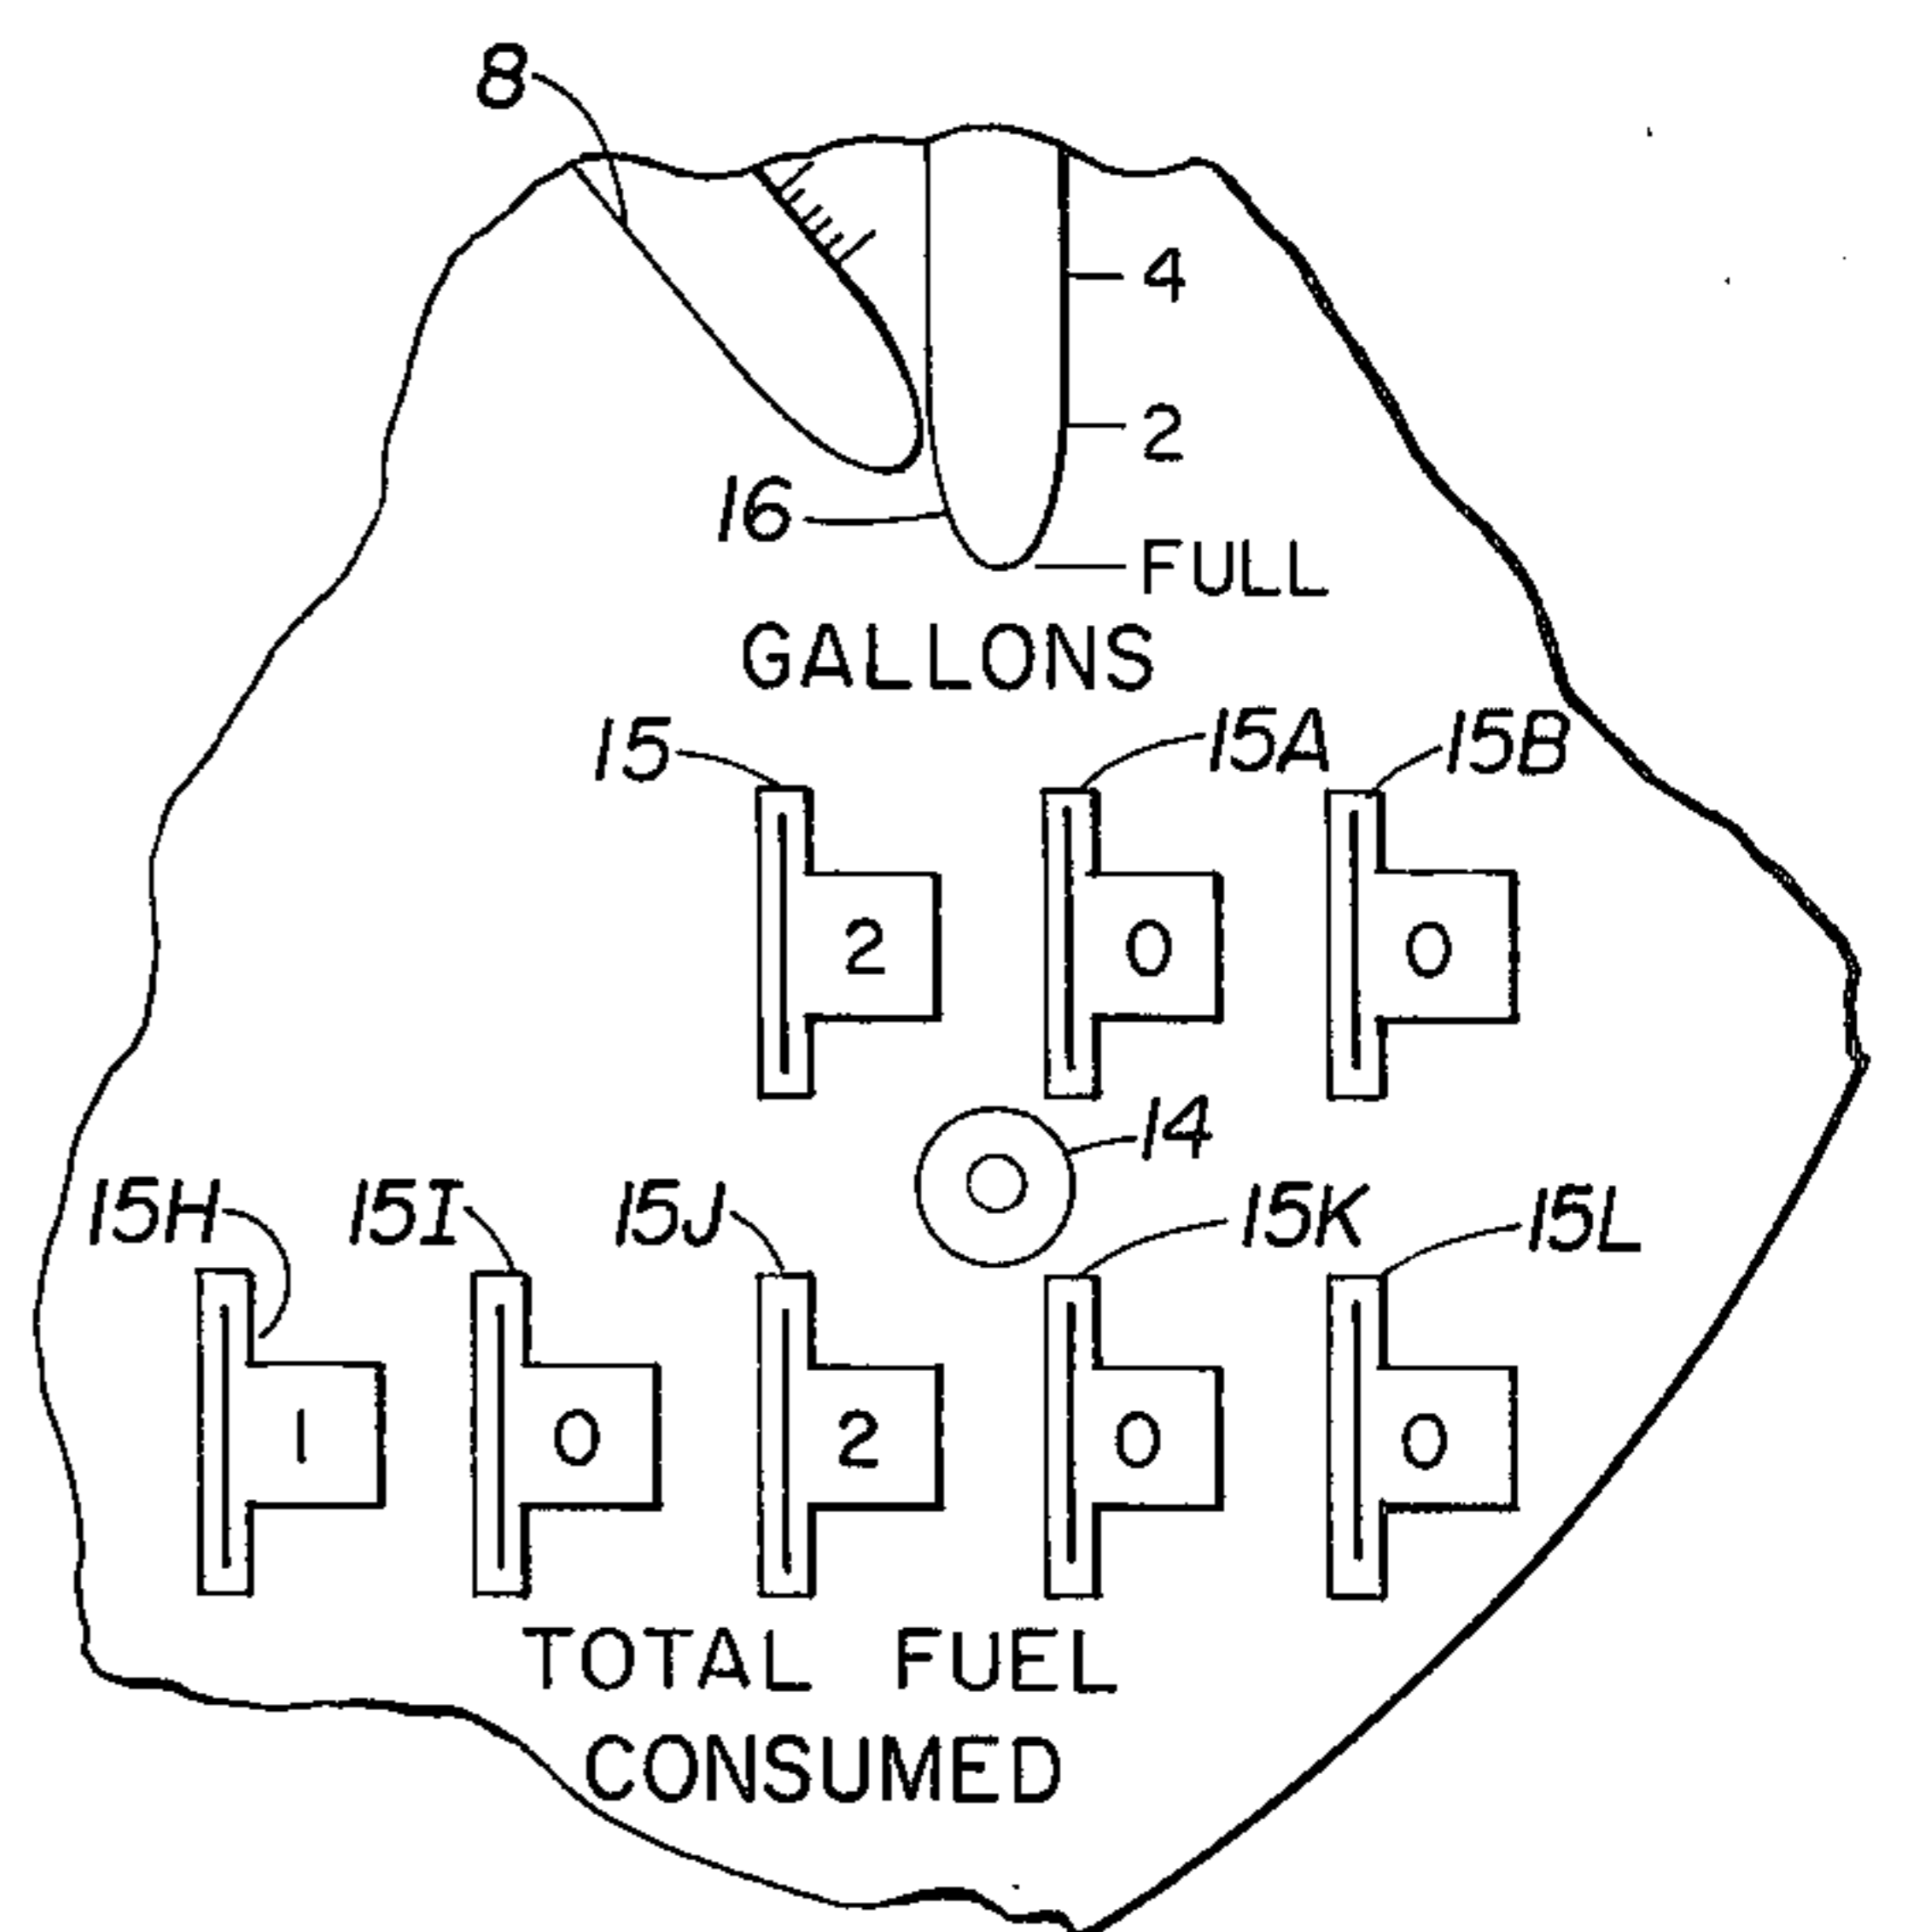 8
4
2
16
FULL
GALLONS
15 15A 15B
2 0 0
14
15H 15I 15J 15K 15L
1 0 2 0 0
TOTAL FUEL
CONSUMED